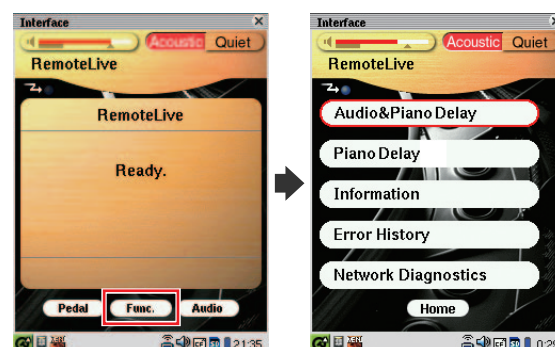 Interface
Acoustic Quiet
RemoteLive
RemoteLive
Ready.
Pedal Func. Audio
21:35
Interface
Acoustic Quiet
RemoteLive
Audio&Piano Delay
Piano Delay
Information
Error History
Network Diagnostics
Home